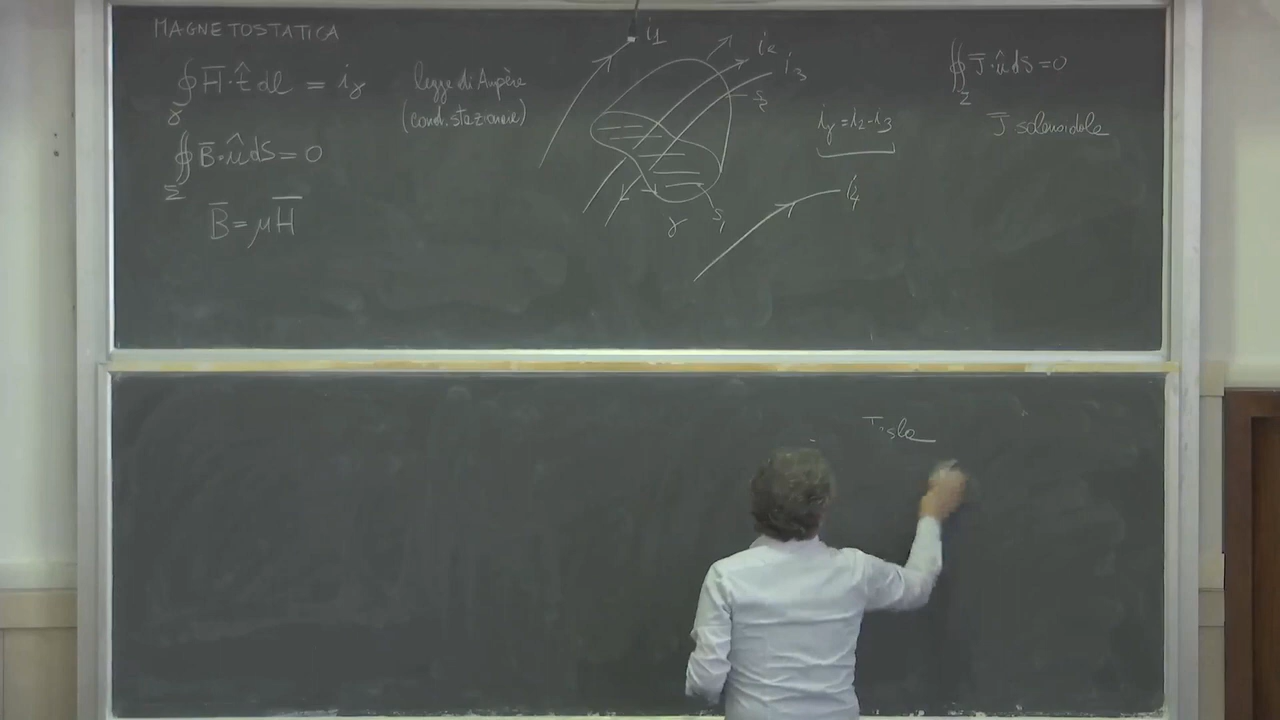 MAGNETOSTATICA
∮γ H̅·t̂ dl = iγ
legge di Ampère
(cond. stazionarie)
∯Σ B̅·n̂ dS = 0
B̅ = μH̅
i1
i2
i3
S2
S1
γ
iγ = i2 - i3
i4
∯Σ J̅·n̂ dS = 0
J̅ solenoidale
Tesla